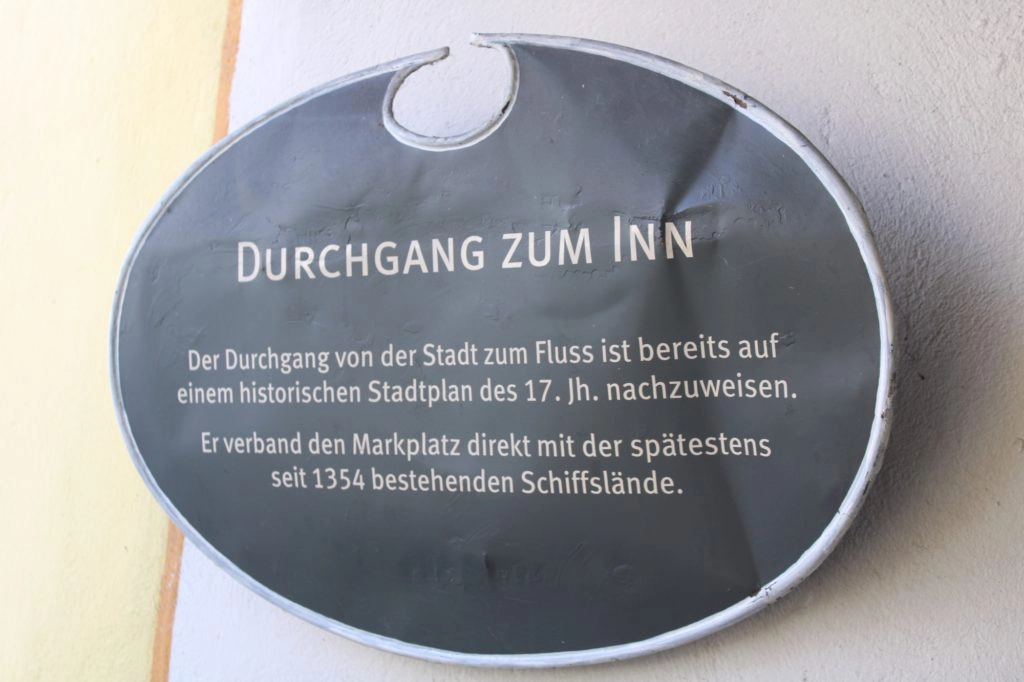 DURCHGANG ZUM INN
Der Durchgang von der Stadt zum Fluss ist bereits auf
einem historischen Stadtplan des 17. Jh. nachzuweisen.
Er verband den Markplatz direkt mit der spätestens
seit 1354 bestehenden Schiffslände.